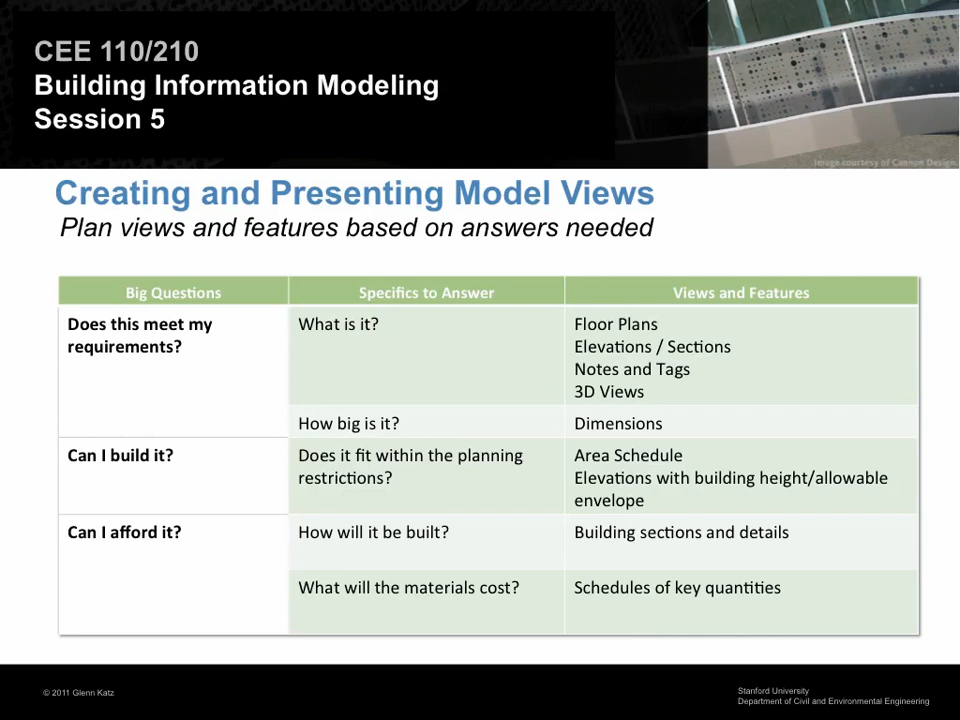 CEE 110/210
Building Information Modeling
Session 5
Image courtesy of Cannon Design.
Creating and Presenting Model Views
Plan views and features based on answers needed
Big Questions
Specifics to Answer
Views and Features
Does this meet my
requirements?
What is it?
Floor Plans
Elevations / Sections
Notes and Tags
3D Views
How big is it?
Dimensions
Can I build it?
Does it fit within the planning
restrictions?
Area Schedule
Elevations with building height/allowable
envelope
Can I afford it?
How will it be built?
Building sections and details
What will the materials cost?
Schedules of key quantities
© 2011 Glenn Katz
Stanford University
Department of Civil and Environmental Engineering